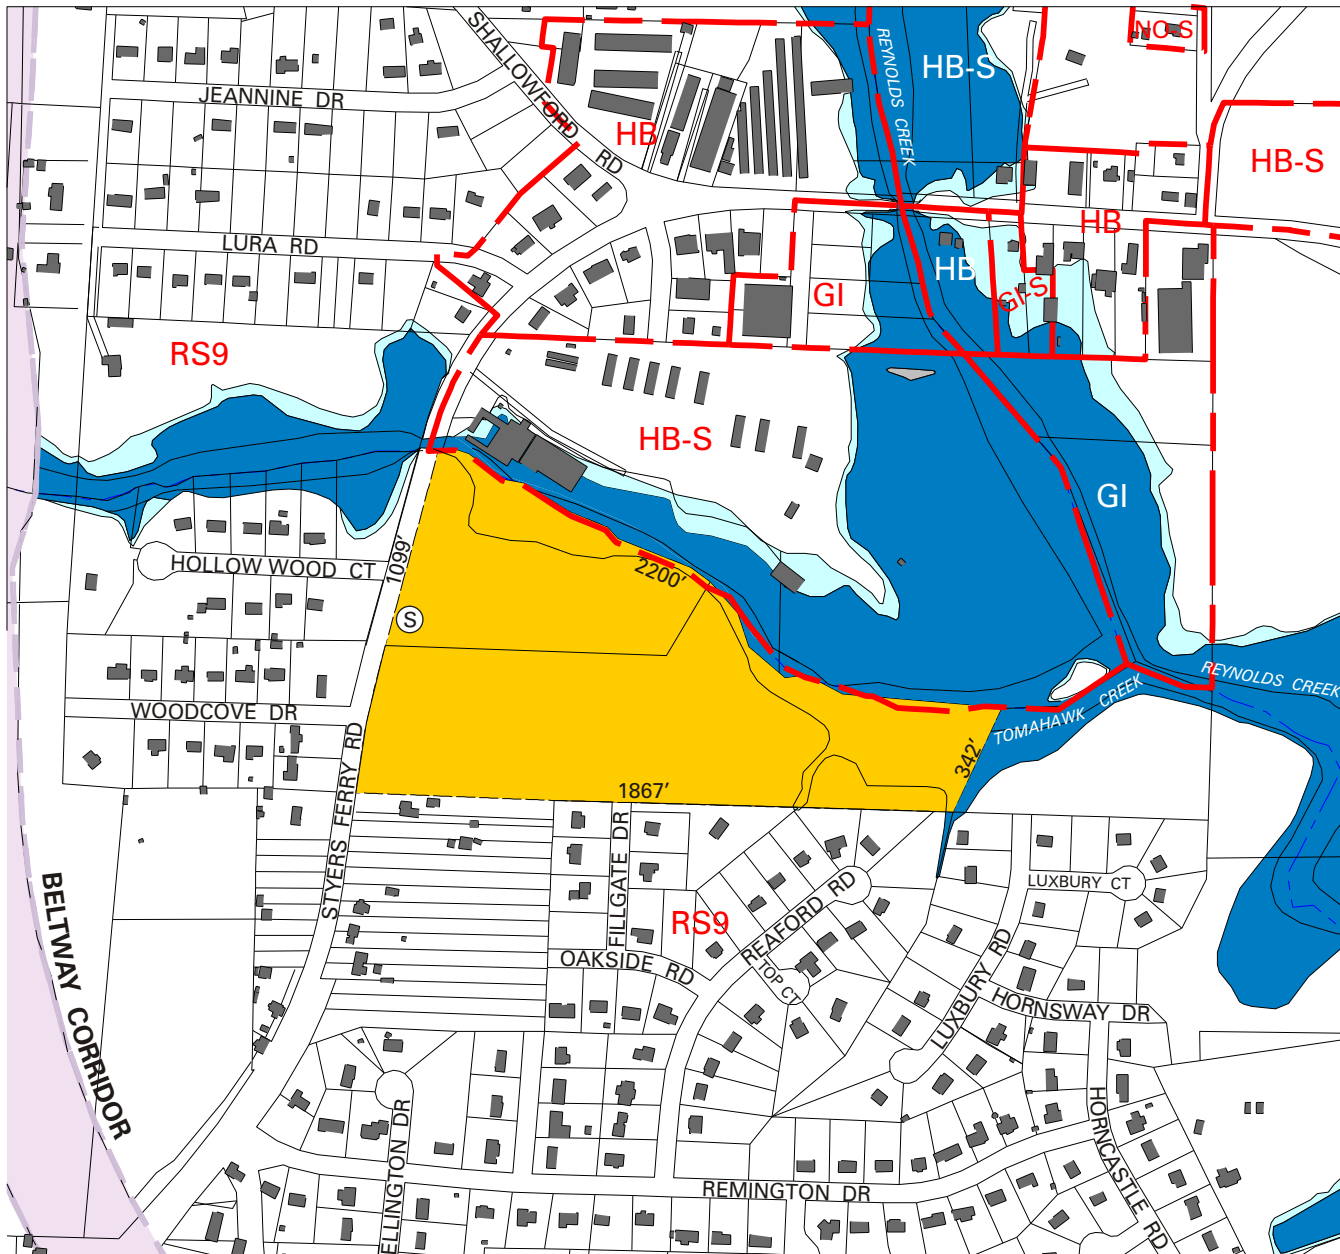 SHALLOWFORD RD
REYNOLDS CREEK
HB-S
NO-S
JEANNINE DR
HB
HB-S
LURA RD
HB
HB
GI
GI-S
RS9
HB-S
GI
HOLLOW WOOD CT
1099'
2200'
S
REYNOLDS CREEK
WOODCOVE DR
TOMAHAWK CREEK
342'
1867'
STYERS FERRY RD
FILLGATE DR
LUXBURY CT
BELTWAY CORRIDOR
RS9
REAFORD RD
OAKSIDE RD
TOP CT
LUXBURY RD
HORNSWAY DR
ELLINGTON DR
HORNCASTLE RD
REMINGTON DR